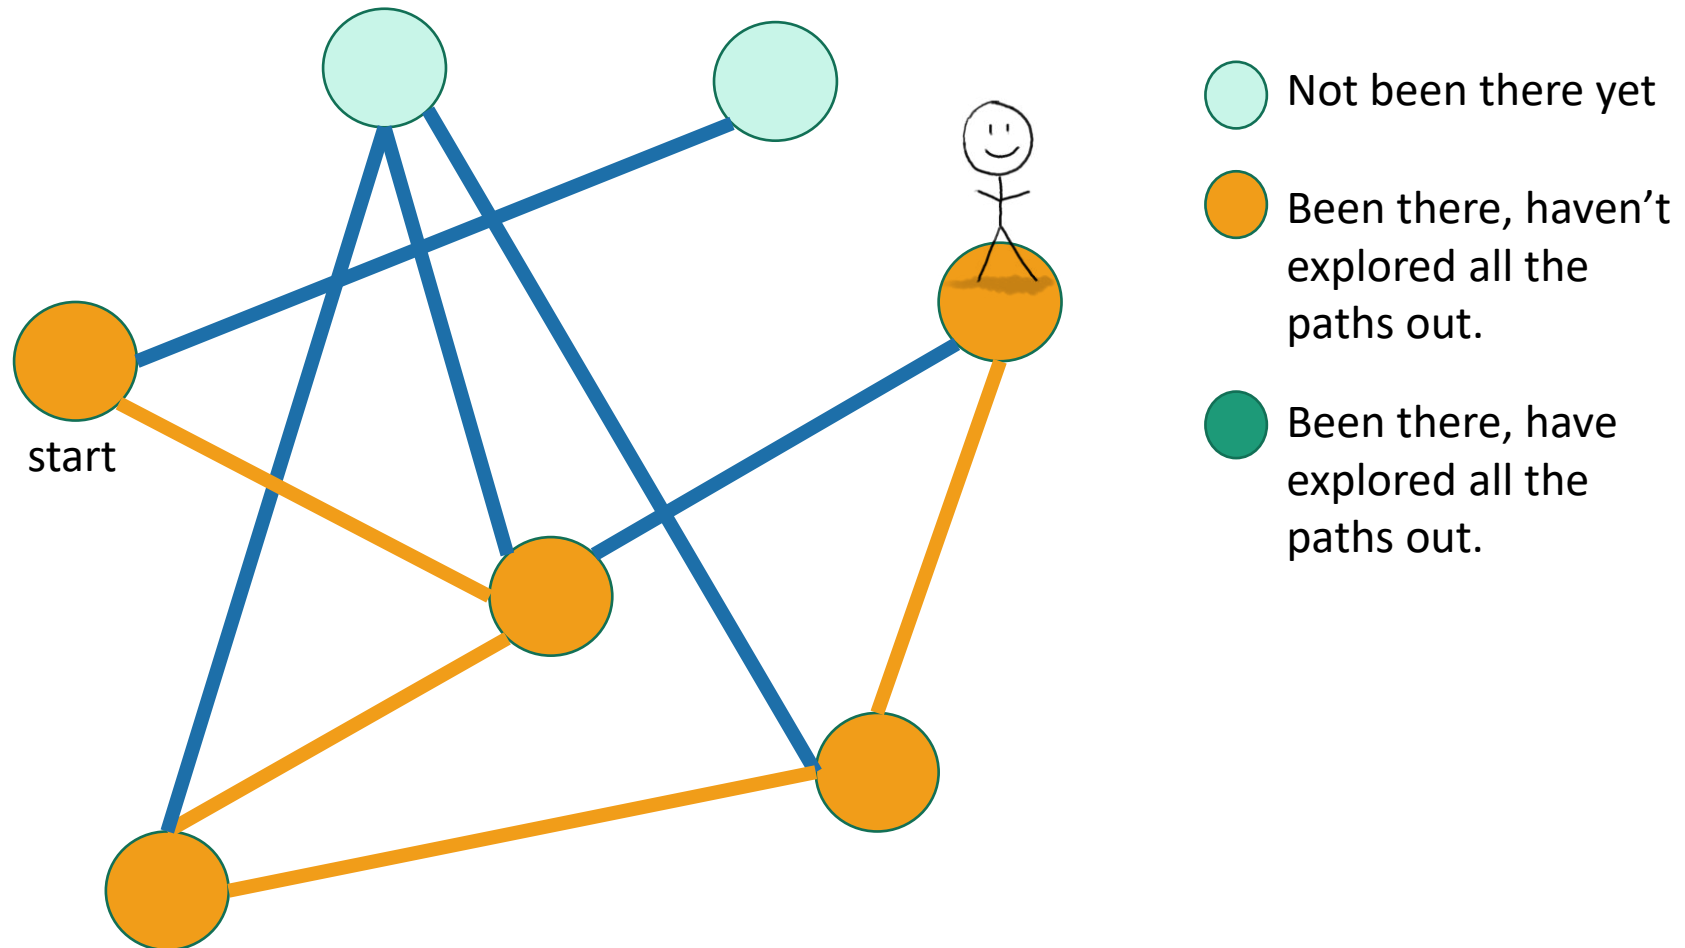 Not been there yet
Been there, haven’t
explored all the
paths out.
start
Been there, have
explored all the
paths out.